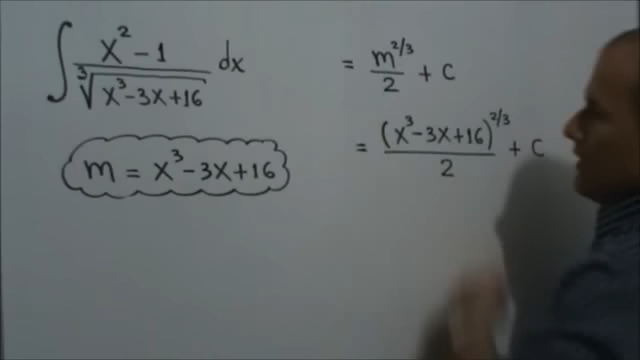 ∫ (x² − 1) / ∛(x³ − 3x + 16) dx
m = x³ − 3x + 16
= m^(2/3) / 2 + C
= (x³ − 3x + 16)^(2/3) / 2 + C